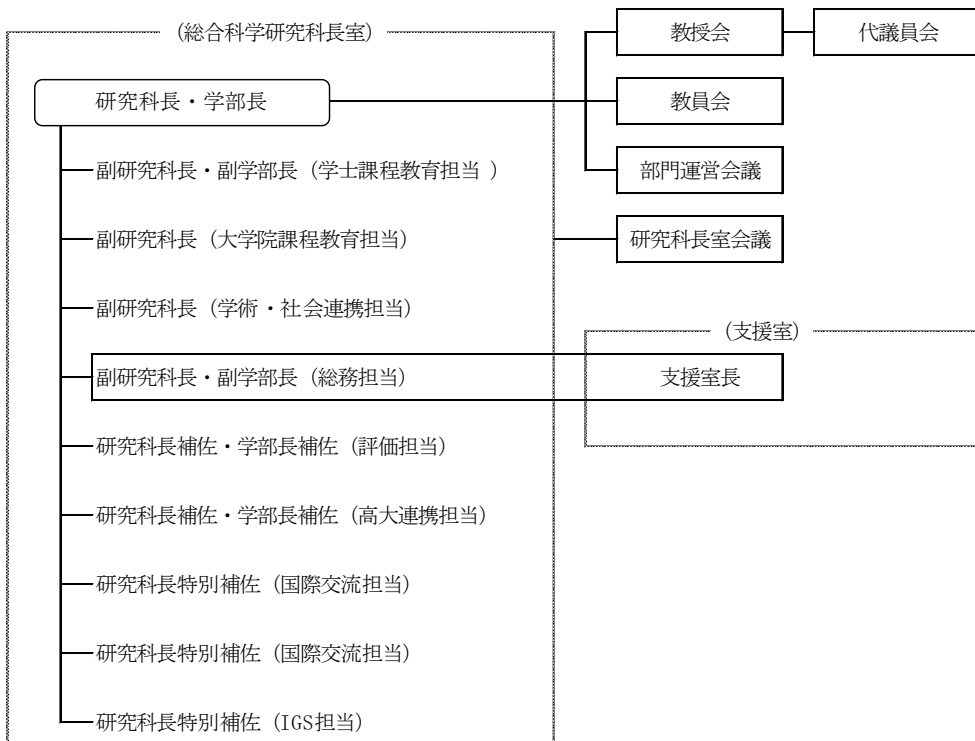 （総合科学研究科長室）
教授会
代議員会
研究科長・学部長
教員会
副研究科長・副学部長（学士課程教育担当 ）
部門運営会議
副研究科長（大学院課程教育担当）
研究科長室会議
副研究科長（学術・社会連携担当）
（支援室）
副研究科長・副学部長（総務担当）
支援室長
研究科長補佐・学部長補佐（評価担当）
研究科長補佐・学部長補佐（高大連携担当）
研究科長特別補佐（国際交流担当）
研究科長特別補佐（国際交流担当）
研究科長特別補佐（IGS担当）